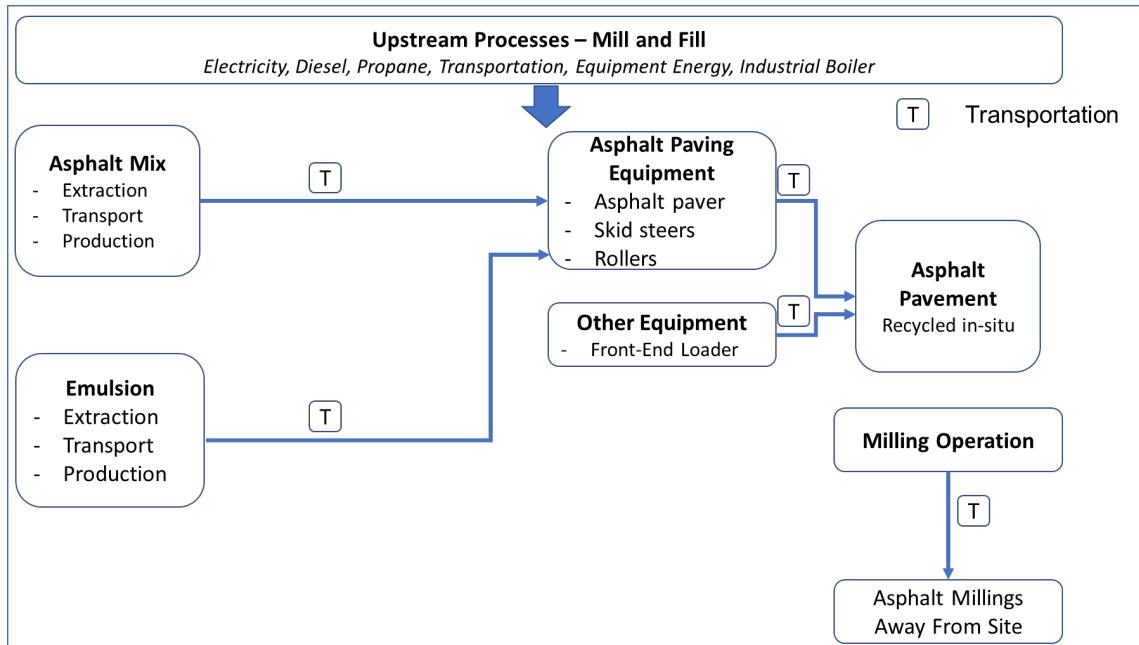 Upstream Processes – Mill and Fill
Electricity, Diesel, Propane, Transportation, Equipment Energy, Industrial Boiler
T
Transportation
Asphalt Mix
- Extraction
- Transport
- Production
T
Asphalt Paving
Equipment
- Asphalt paver
- Skid steers
- Rollers
T
Other Equipment
- Front-End Loader
T
Asphalt
Pavement
Recycled in-situ
Emulsion
- Extraction
- Transport
- Production
T
Milling Operation
T
Asphalt Millings
Away From Site